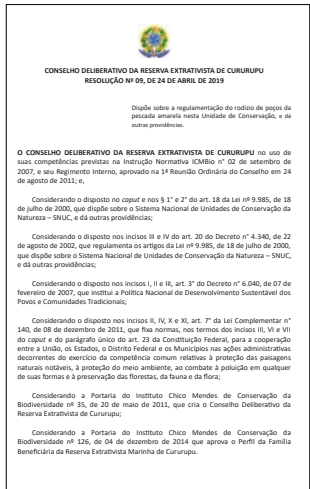 CONSELHO DELIBERATIVO DA RESERVA EXTRATIVISTA DE CURURUPU
RESOLUÇÃO Nº 09, DE 24 DE ABRIL DE 2019
Dispõe sobre a regulamentação do rodízio de poços da
pescada amarela nesta Unidade de Conservação, e dá
outras providências.
O CONSELHO DELIBERATIVO DA RESERVA EXTRATIVISTA DE CURURUPU no uso de
suas competências previstas na Instrução Normativa ICMBio n° 02 de setembro de
2007, e seu Regimento Interno, aprovado na 1ª Reunião Ordinária do Conselho em 24
de agosto de 2011; e,
Considerando o disposto no caput e nos § 1° e 2° do art. 18 da Lei nº 9.985, de 18
de julho de 2000, que dispõe sobre o Sistema Nacional de Unidades de Conservação da
Natureza – SNUC, e dá outras providências;
Considerando o disposto nos incisos III e IV do art. 20 do Decreto n° 4.340, de 22
de agosto de 2002, que regulamenta os artigos da Lei nº 9.985, de 18 de julho de 2000,
que dispõe sobre o Sistema Nacional de Unidades de Conservação da Natureza – SNUC,
e dá outras providências;
Considerando o disposto nos incisos I, II e III, art. 3° do Decreto n° 6.040, de 07 de
fevereiro de 2007, que institui a Política Nacional de Desenvolvimento Sustentável dos
Povos e Comunidades Tradicionais;
Considerando o disposto nos incisos II, IV, X e XI, art. 7° da Lei Complementar n°
140, de 08 de dezembro de 2011, que fixa normas, nos termos dos incisos III, VI e VII
do caput e do parágrafo único do art. 23 da Constituição Federal, para a cooperação
entre a União, os Estados, o Distrito Federal e os Municípios nas ações administrativas
decorrentes do exercício da competência comum relativas à proteção das paisagens
naturais notáveis, à proteção do meio ambiente, ao combate à poluição em qualquer
de suas formas e à preservação das florestas, da fauna e da flora;
Considerando a Portaria do Instituto Chico Mendes de Conservação da
Biodiversidade nº 35, de 20 de maio de 2011, que cria o Conselho Deliberativo da
Reserva Extrativista de Cururupu;
Considerando a Portaria do Instituto Chico Mendes de Conservação da
Biodiversidade nº 126, de 04 de dezembro de 2014 que aprova o Perfil da Família
Beneficiária da Reserva Extrativista Marinha de Cururupu.